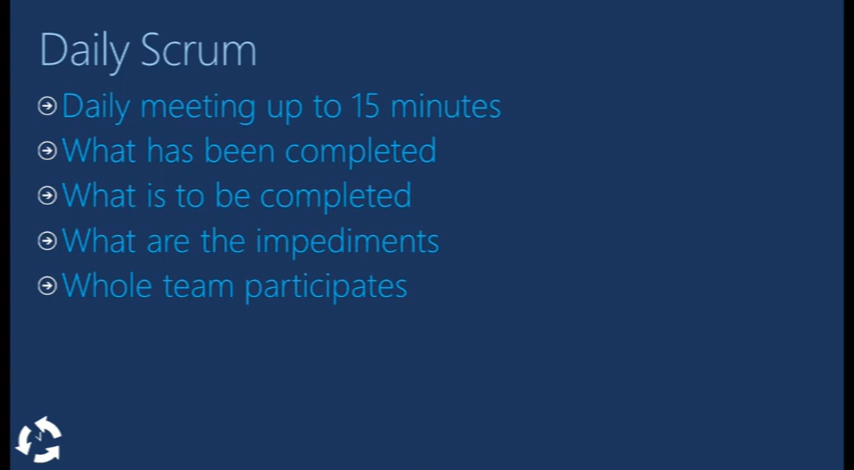 Daily Scrum
Daily meeting up to 15 minutes
What has been completed
What is to be completed
What are the impediments
Whole team participates